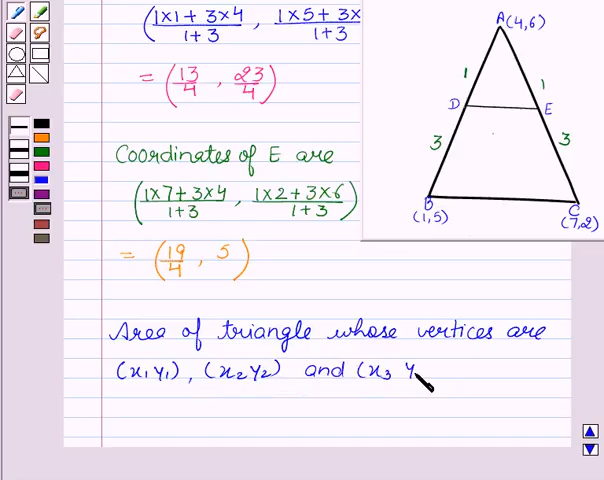 (1×1 + 3×4 / 1+3 , 1×5 + 3× / 1+3
= (13/4 , 23/4)
Coordinates of E are
(1×7 + 3×4 / 1+3 , 1×2 + 3×6 / 1+3)
= (19/4 , 5)
Area of triangle whose vertices are
(x₁ y₁) , (x₂ y₂) and (x₃ y
A(4,6)
1 1
D E
3 3
B C
(1,5) (7,2)